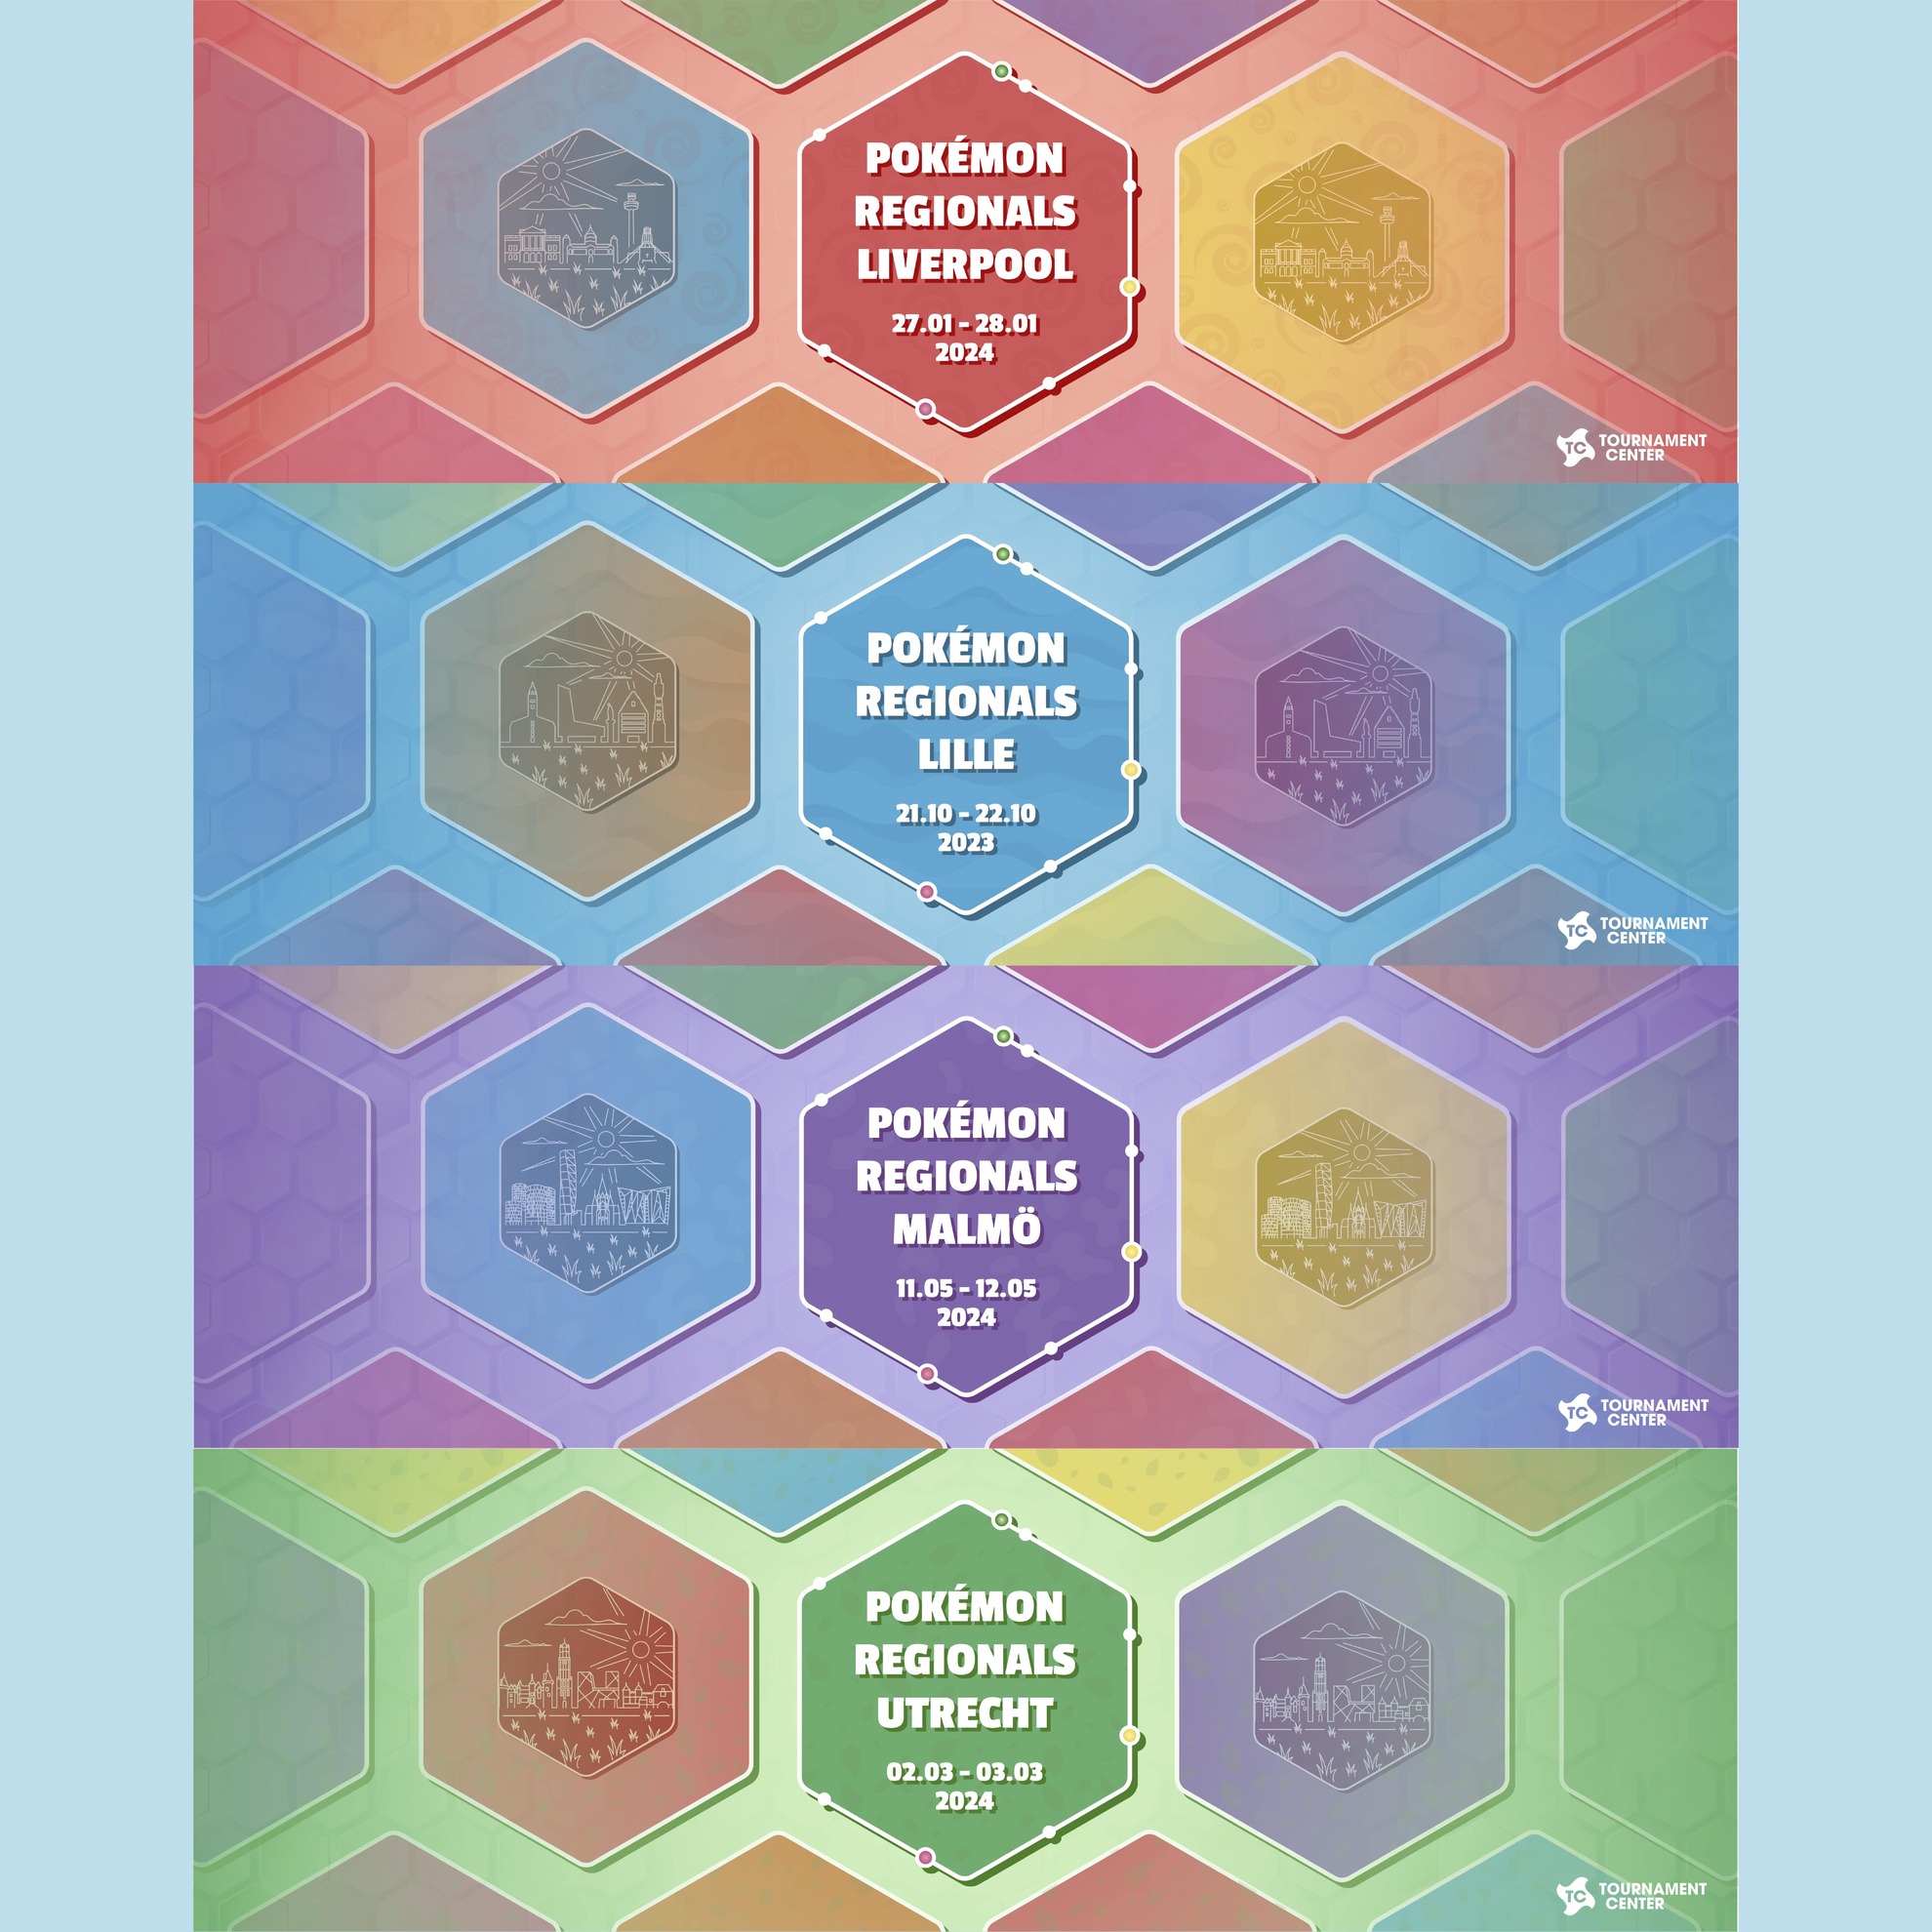 POKÉMON
REGIONALS
LIVERPOOL
27.01 - 28.01
2024
TC TOURNAMENT
CENTER
POKÉMON
REGIONALS
LILLE
21.10 - 22.10
2023
TC TOURNAMENT
CENTER
POKÉMON
REGIONALS
MALMÖ
11.05 - 12.05
2024
TC TOURNAMENT
CENTER
POKÉMON
REGIONALS
UTRECHT
02.03 - 03.03
2024
TC TOURNAMENT
CENTER